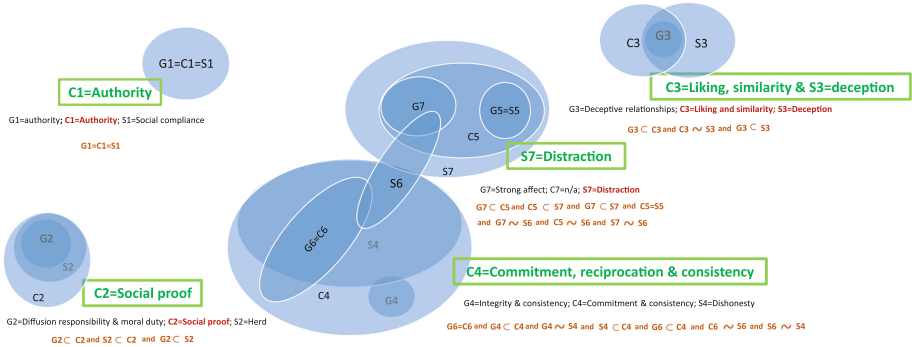 G1=C1=S1
C1=Authority
G1=authority; C1=Authority; S1=Social compliance
G1=C1=S1
C3
G3
S3
C3=Liking, similarity & S3=deception
G3=Deceptive relationships; C3=Liking and similarity; S3=Deception
G3 ⊂ C3 and C3 ∼ S3 and G3 ⊂ S3
G7
G5=S5
C5
S7
S7=Distraction
G7=Strong affect; C7=n/a; S7=Distraction
G7 ⊂ C5 and C5 ⊂ S7 and G7 ⊂ S7 and C5=S5
and G7 ∼ S6 and C5 ∼ S6 and S7 ∼ S6
S6
G6=C6
S4
C4
G4
C4=Commitment, reciprocation & consistency
G4=Integrity & consistency; C4=Commitment & consistency; S4=Dishonesty
G6=C6 and G4 ⊂ C4 and G4 ∼ S4 and S4 ⊂ C4 and G6 ⊂ C4 and C6 ∼ S6 and S6 ∼ S4
G2
S2
C2
C2=Social proof
G2=Diffusion responsibility & moral duty; C2=Social proof; S2=Herd
G2 ⊂ C2 and S2 ⊂ C2 and G2 ⊂ S2